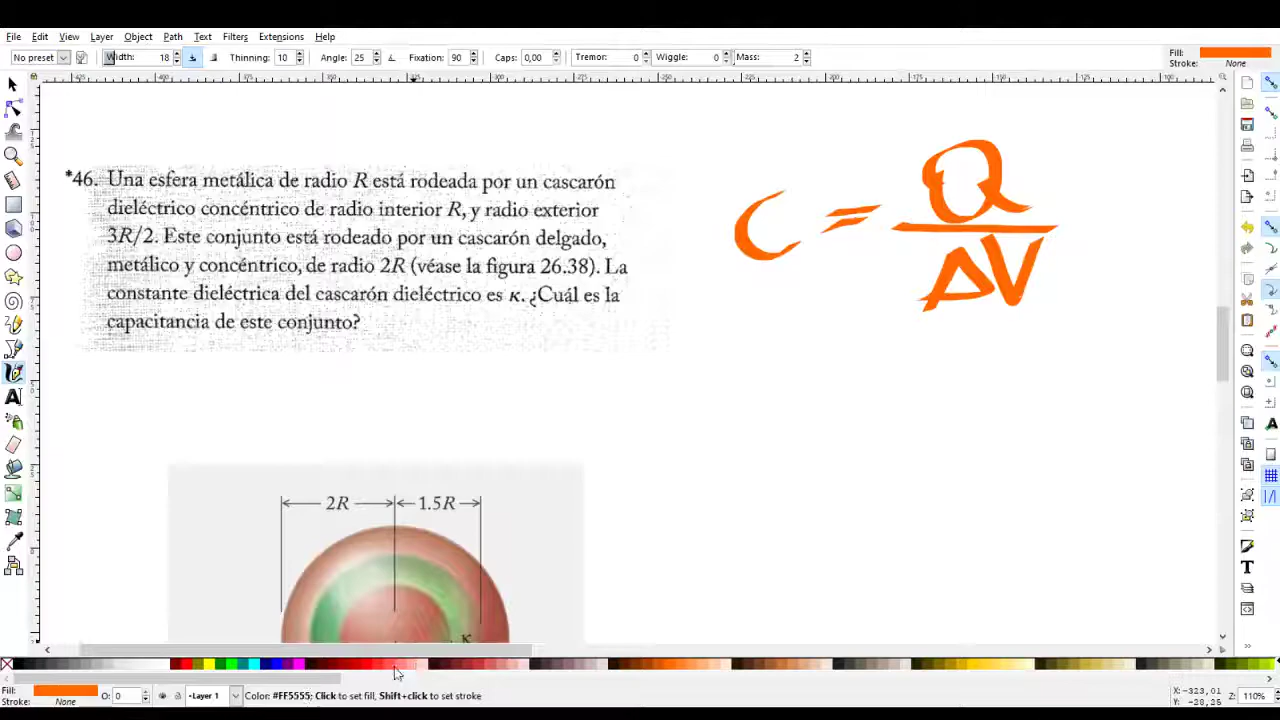 File Edit View Layer Object Path Text Filters Extensions Help
No preset Width: 18 Thinning: 10 Angle: 25 Fixation: 90 Caps: 0,00 Tremor: 0 Wiggle: 0 Mass: 2 Fill:
Stroke: None
*46. Una esfera metálica de radio R está rodeada por un cascarón
dieléctrico concéntrico de radio interior R, y radio exterior
3R/2. Este conjunto está rodeado por un cascarón delgado,
metálico y concéntrico, de radio 2R (véase la figura 26.38). La
constante dieléctrica del cascarón dieléctrico es κ. ¿Cuál es la
capacitancia de este conjunto?
C = Q
ΔV
2R 1.5R
κ
Fill:
Stroke: None
O: 0
Layer 1
Color: #FF5555; Click to set fill, Shift+click to set stroke
X: -323,01
Y: -28,25
Z: 110%